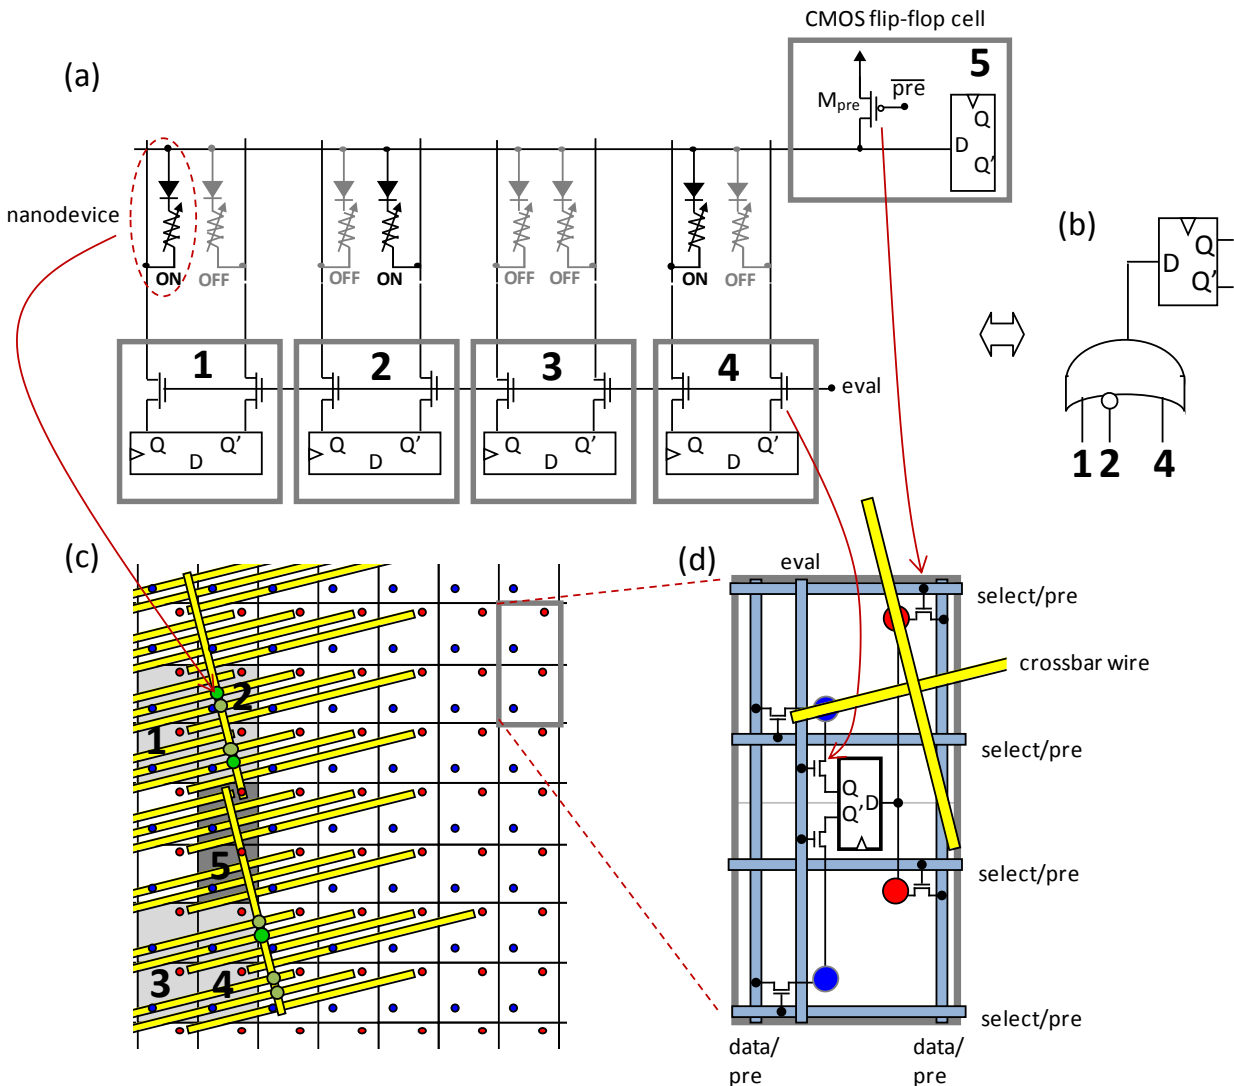 CMOS flip-flop cell
(a)
5
pre
Mpre
Q
D
Q'
nanodevice
ON OFF OFF ON OFF OFF ON OFF
(b)
Q
D
Q'
1 2 3 4
eval
Q Q' Q Q' Q Q' Q Q'
D D D D
1 2 4
(c)
(d)
eval
select/pre
crossbar wire
2
1
select/pre
Q
D
Q'
5
select/pre
3 4
select/pre
data/
pre
data/
pre